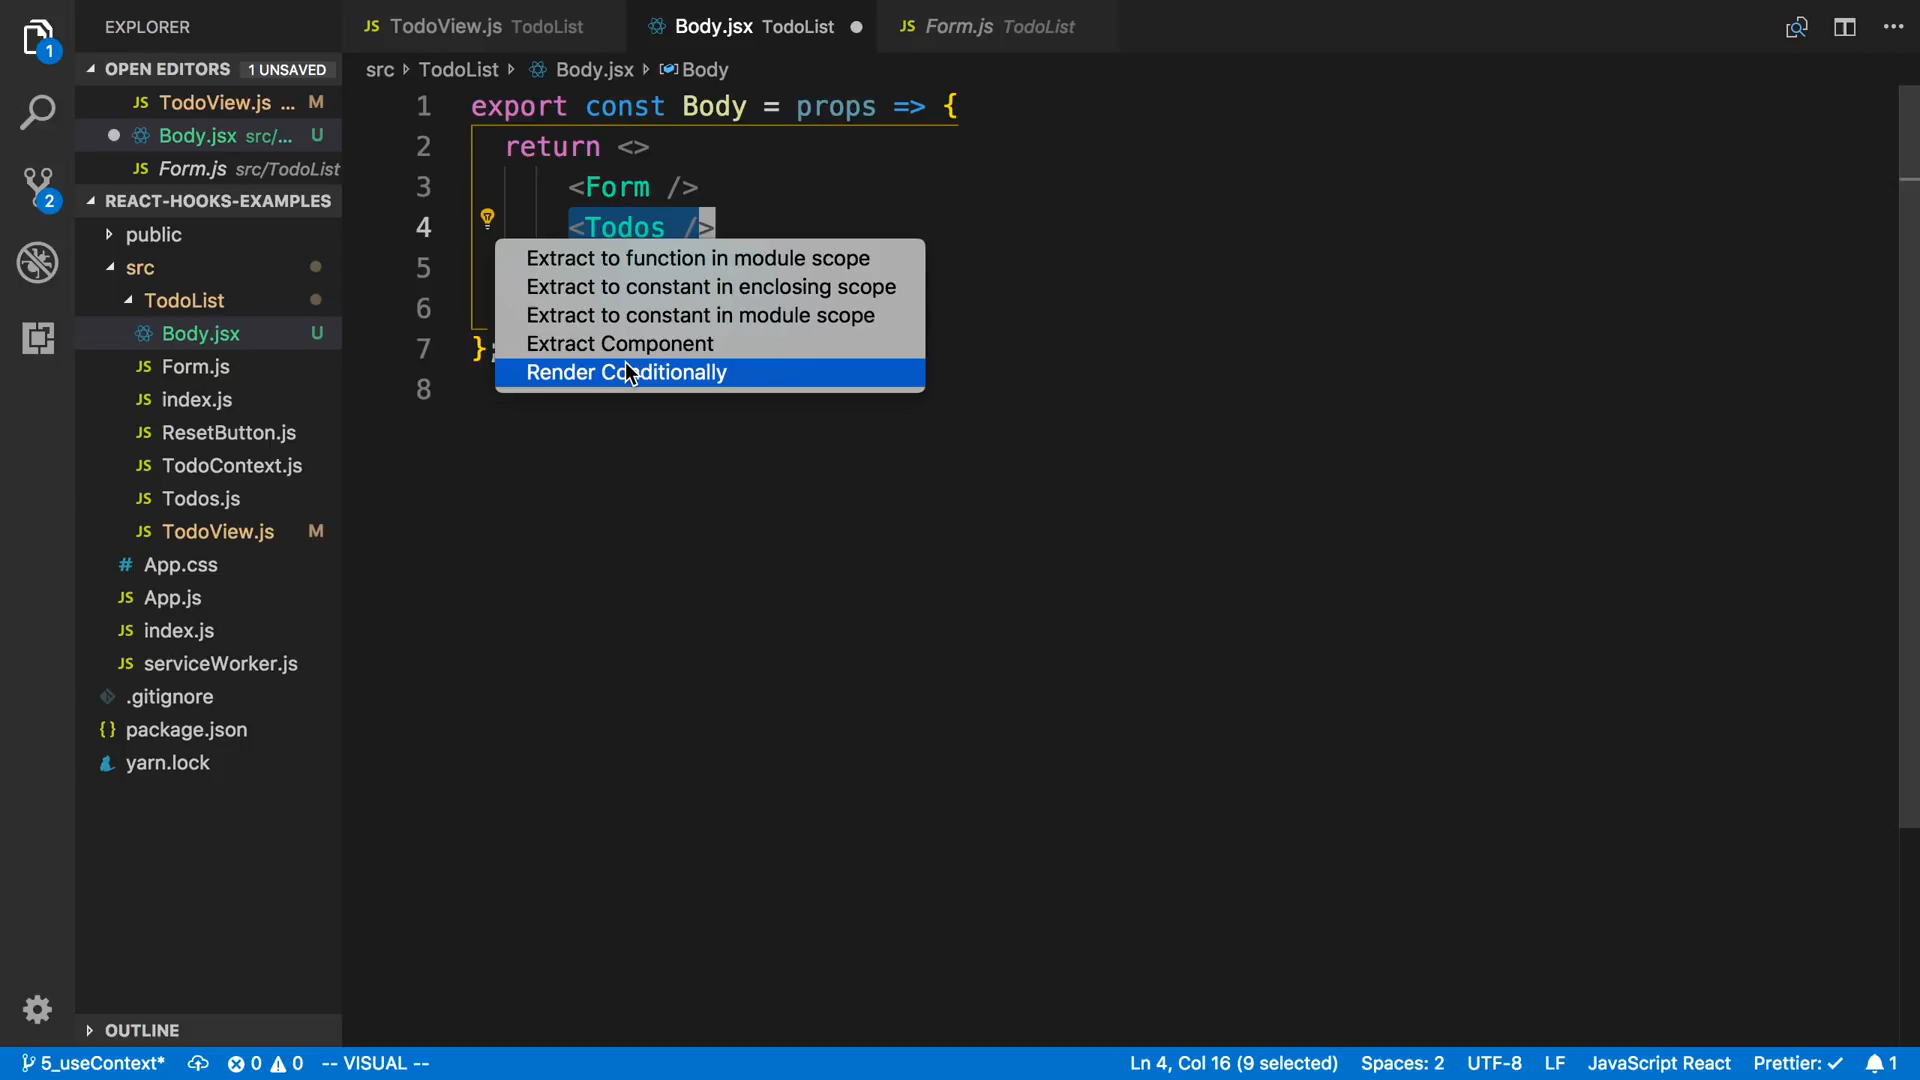 EXPLORER
TodoView.js TodoList
Body.jsx TodoList
Form.js TodoList
1
OPEN EDITORS 1 UNSAVED
TodoView.js ... M
Body.jsx src/... U
Form.js src/TodoList
2
REACT-HOOKS-EXAMPLES
public
src
TodoList
Body.jsx U
Form.js
index.js
ResetButton.js
TodoContext.js
Todos.js
TodoView.js M
App.css
App.js
index.js
serviceWorker.js
.gitignore
package.json
yarn.lock
OUTLINE
src TodoList Body.jsx Body
1 export const Body = props => {
2 return <>
3 <Form />
4 <Todos />
5
6
7 };
8
Extract to function in module scope
Extract to constant in enclosing scope
Extract to constant in module scope
Extract Component
Render Conditionally
5_useContext* 0 0 -- VISUAL -- Ln 4, Col 16 (9 selected) Spaces: 2 UTF-8 LF JavaScript React Prettier: ✓ 1